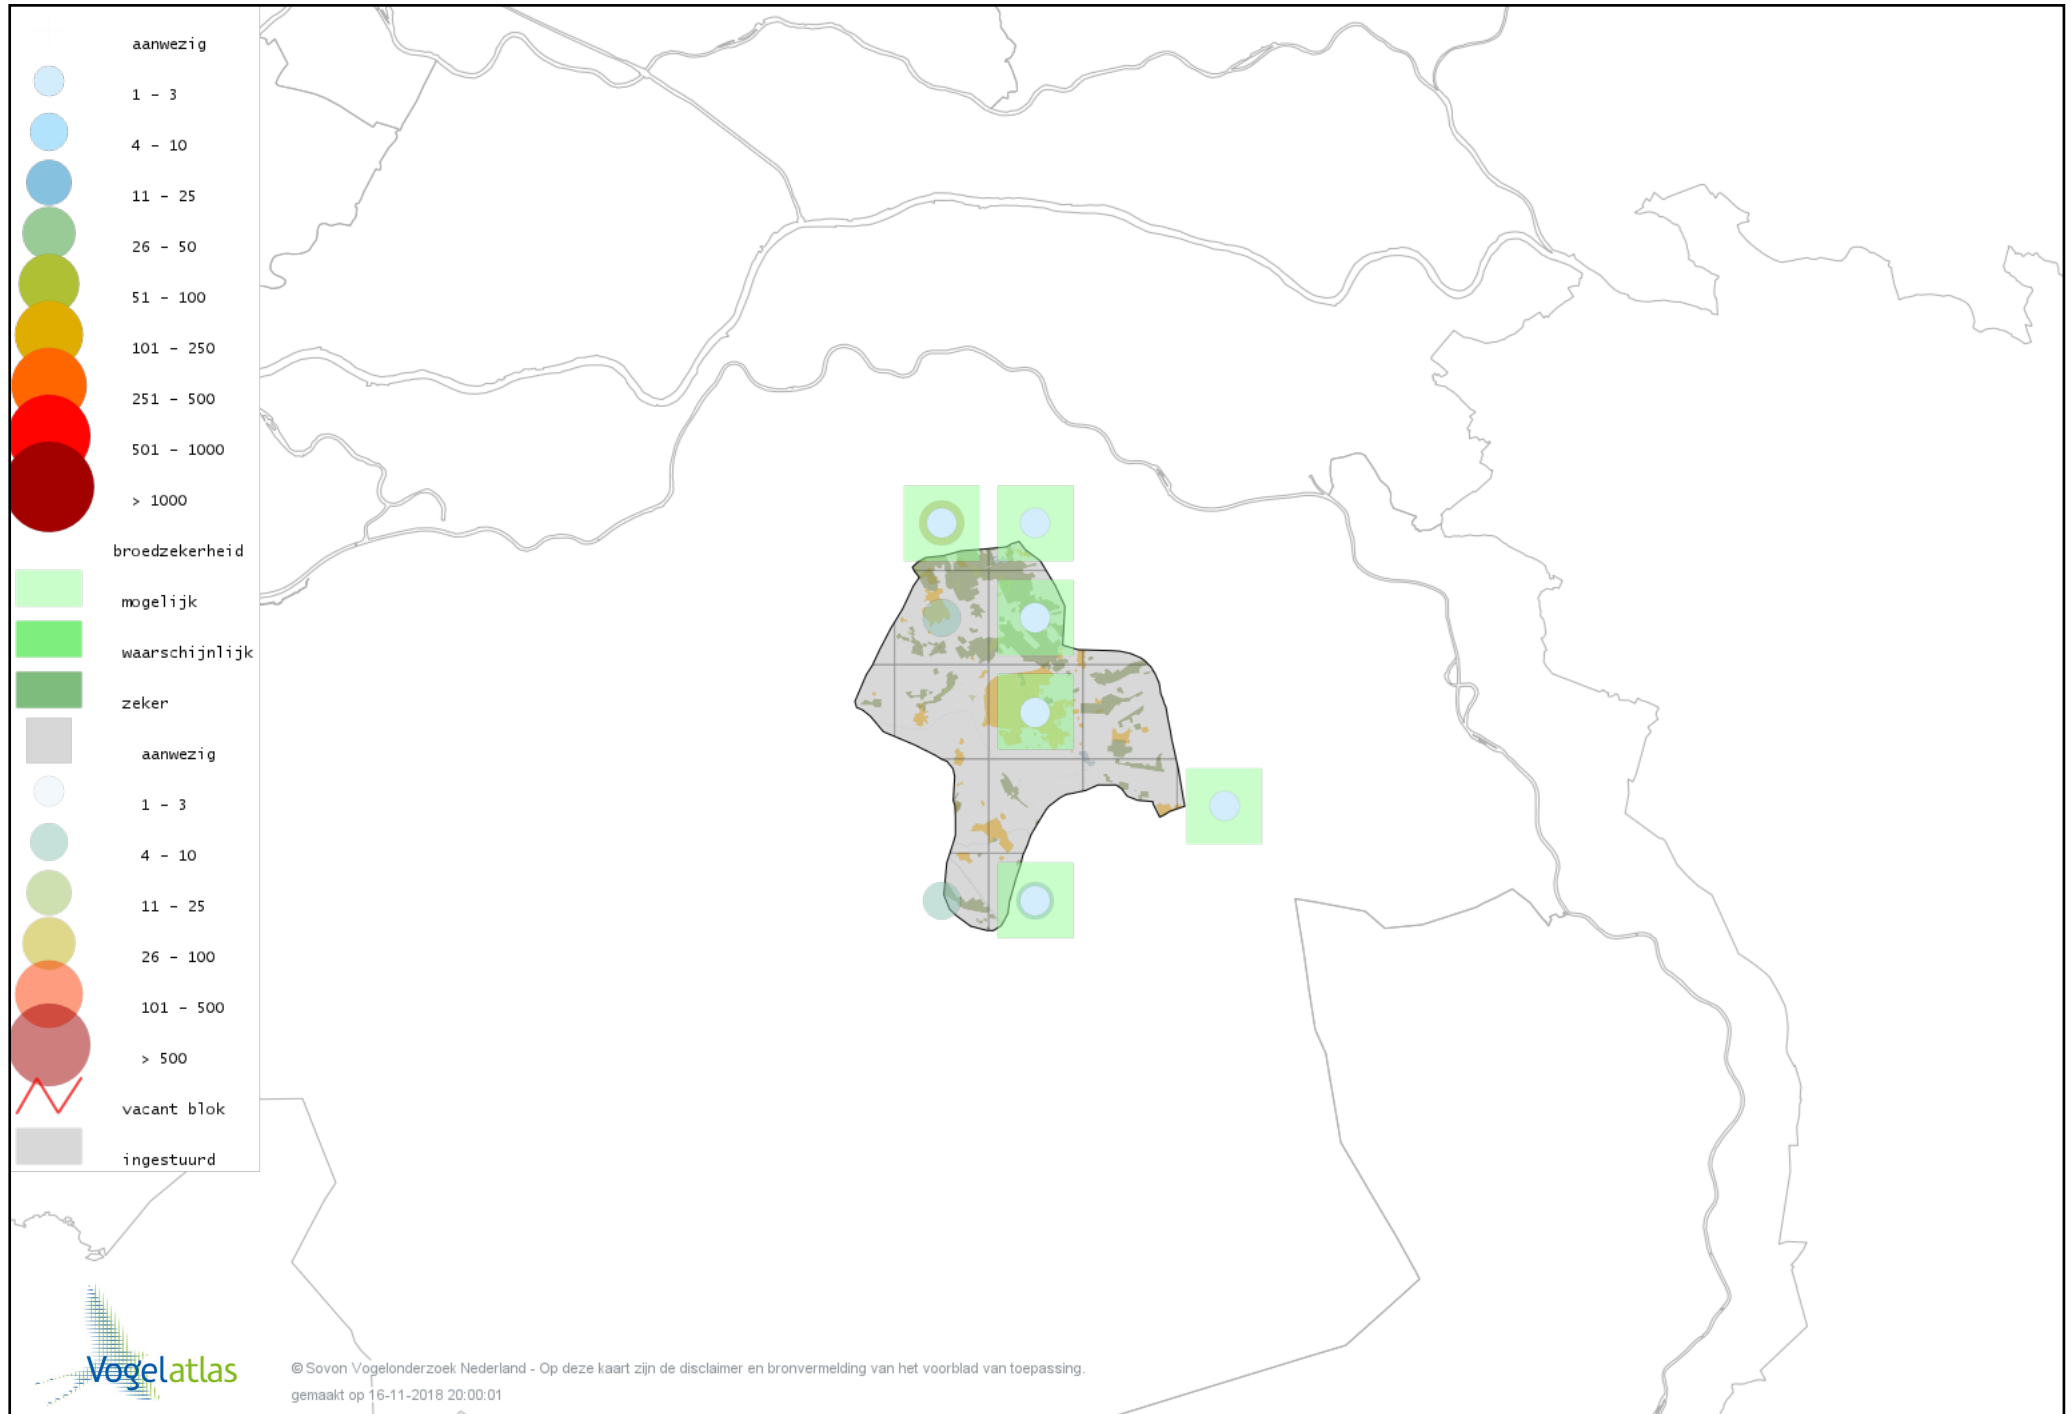 aanwezig
1 - 3
4 - 10
11 - 25
26 - 50
51 - 100
101 - 250
251 - 500
501 - 1000
> 1000
broedzekerheid
mogelijk
waarschijnlijk
zeker
aanwezig
1 - 3
4 - 10
11 - 25
26 - 100
101 - 500
> 500
vacant blok
ingestuurd
Vogelatlas
© Sovon Vogelonderzoek Nederland - Op deze kaart zijn de disclaimer en bronvermelding van het voorblad van toepassing.
gemaakt op 16-11-2018 20:00:01